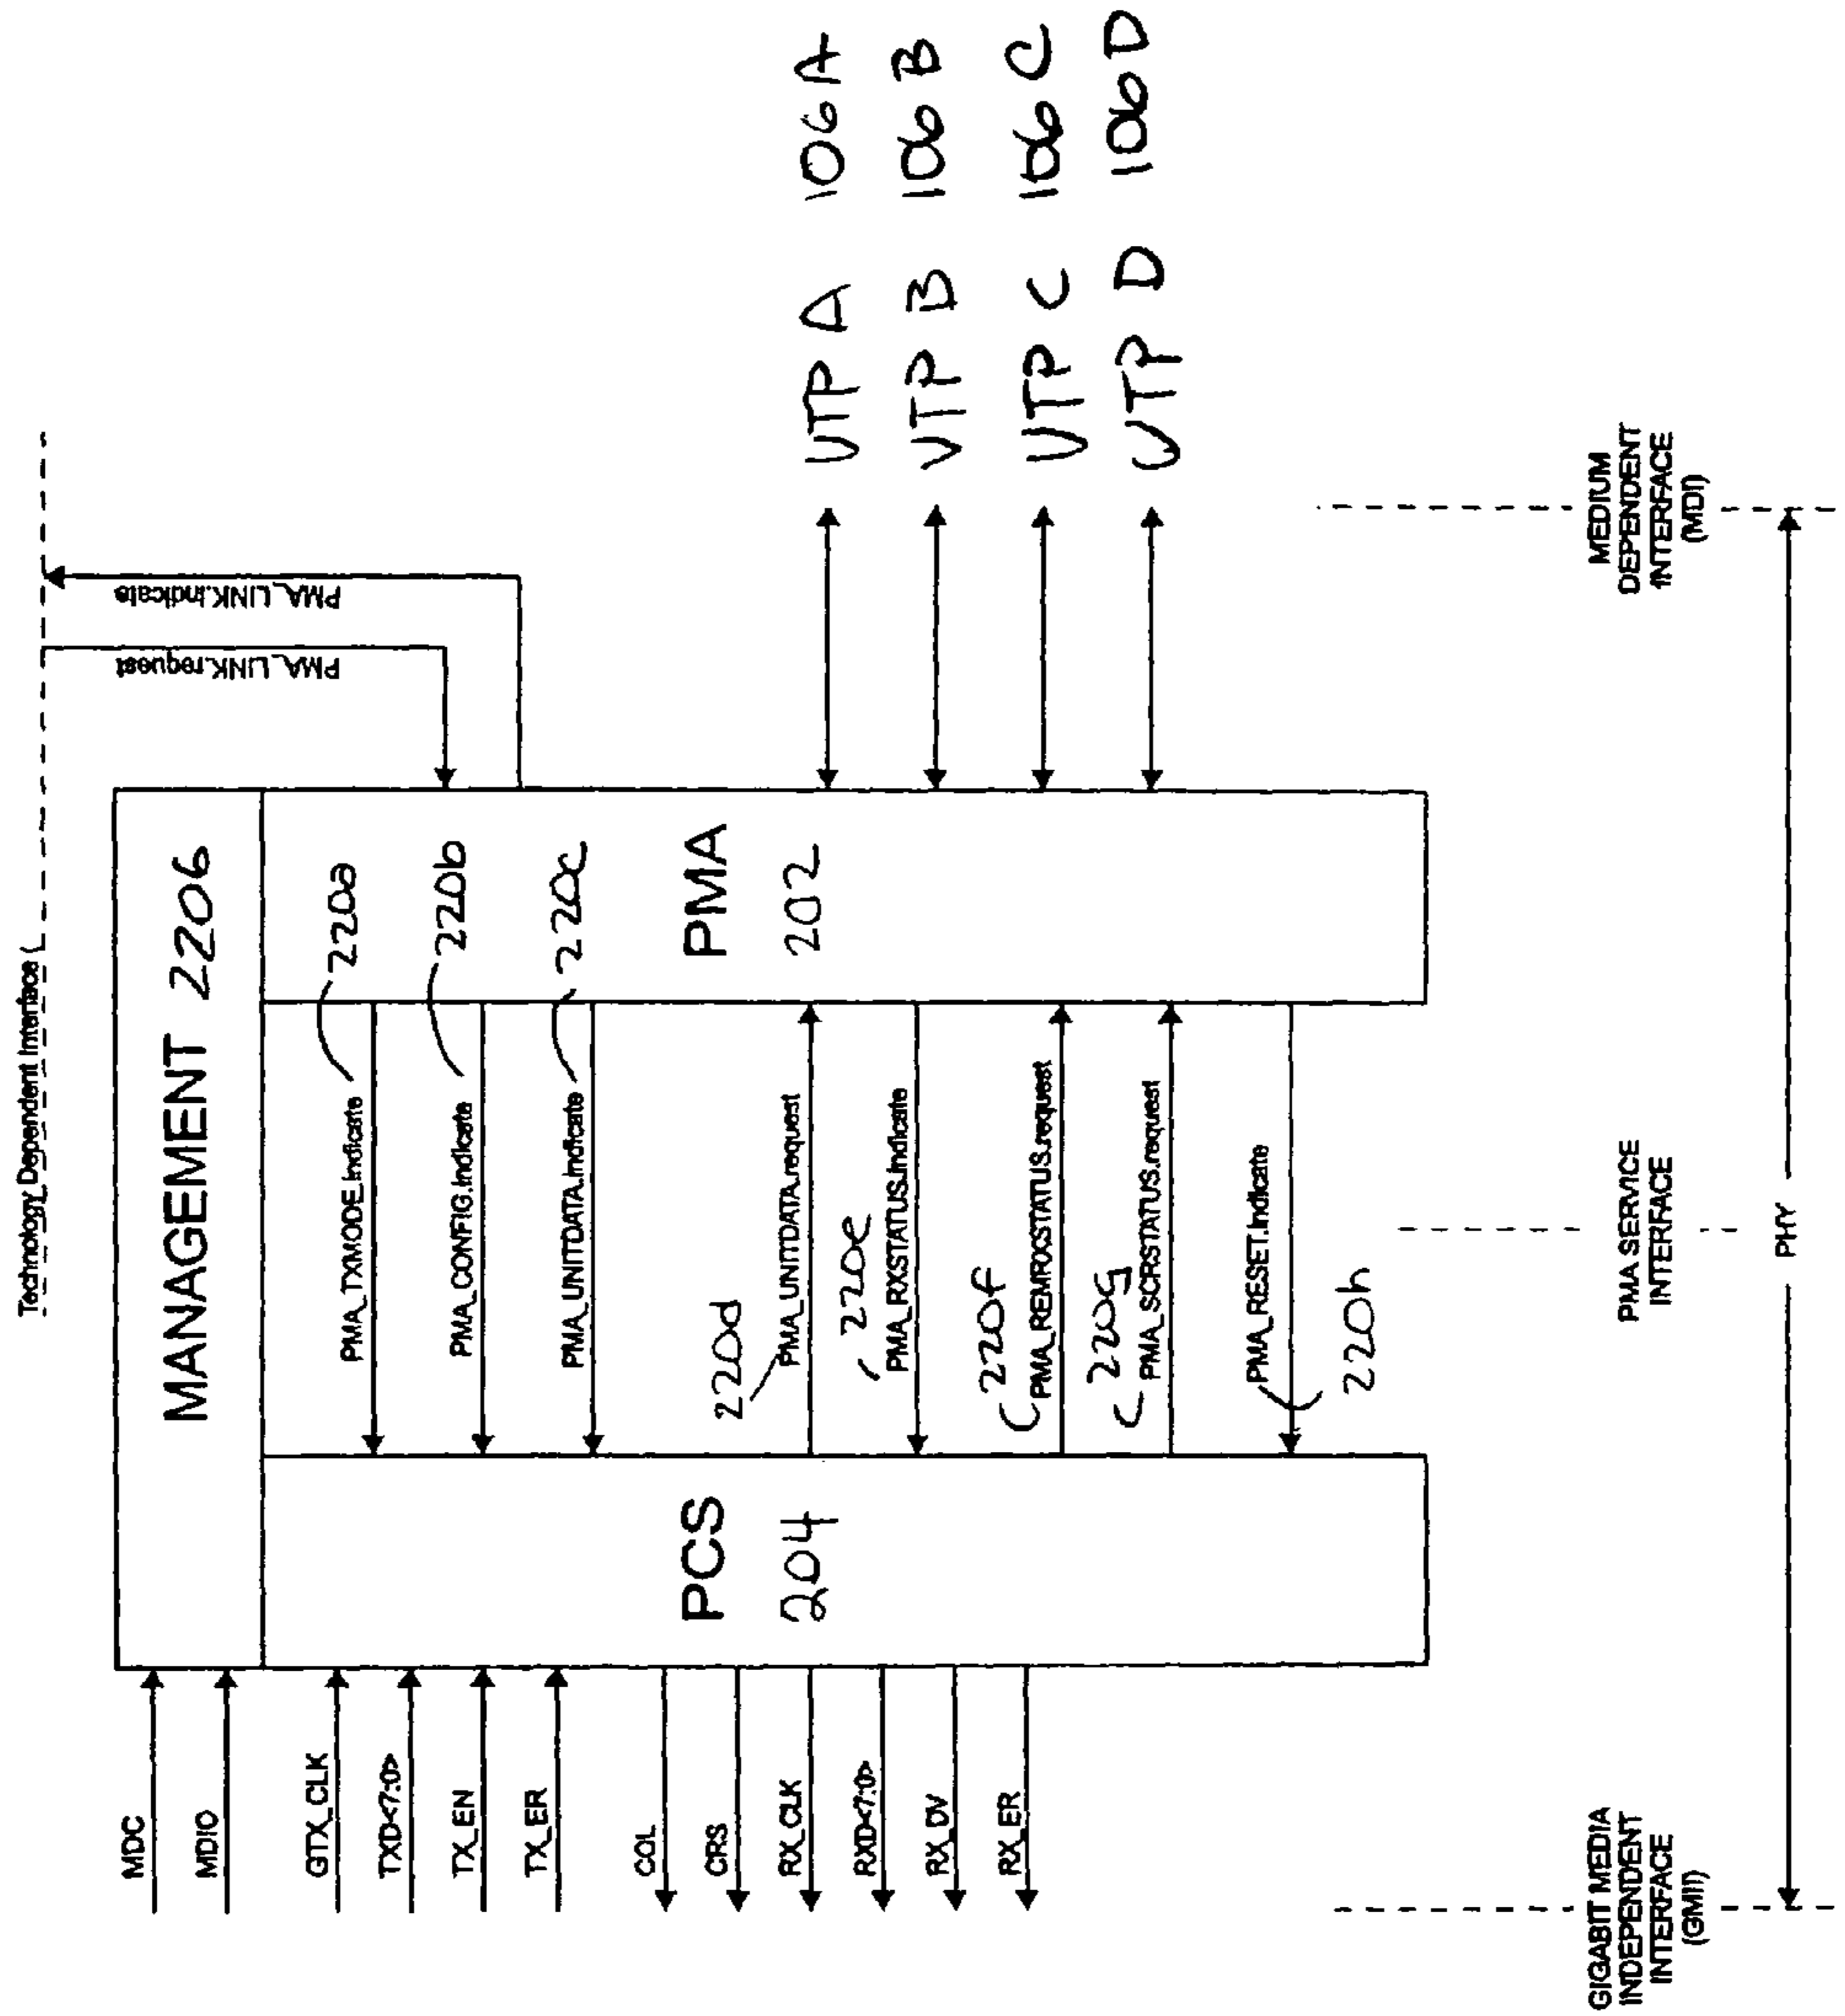 Technology Dependent Interface
PMA_LINK.request
PMA_LINK.indicate
MANAGEMENT 2206
MDC
MDIO
GTX_CLK
TXD<7:0>
TX_EN
TX_ER
COL
CRS
RX_CLK
RXD<7:0>
RX_DV
RX_ER
PCS
204
PMA_TXMODE.indicate
220a
PMA_CONFIG.indicate
220b
PMA_UNITDATA.indicate
220c
220d
PMA_UNITDATA.request
220e
PMA_RXSTATUS.indicate
220f
PMA_REMRXSTATUS.request
220g
PMA_SCRSTATUS.request
PMA_RESET.indicate
220h
PMA
202
UTP A 106A
UTP B 106B
UTP C 106C
UTP D 106D
GIGABIT MEDIA
INDEPENDENT
INTERFACE
(GMII)
PMA SERVICE
INTERFACE
MEDIUM
DEPENDENT
INTERFACE
(MDI)
PHY